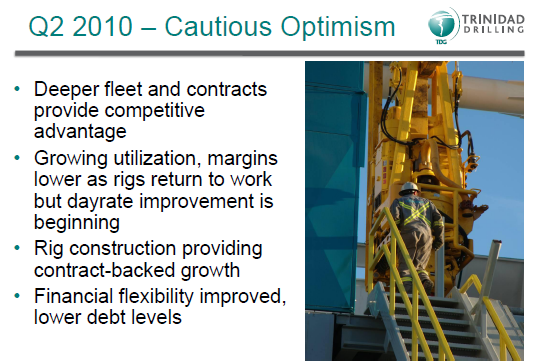 Q2 2010 – Cautious Optimism
TRINIDAD
DRILLING
TDG
• Deeper fleet and contracts
provide competitive
advantage
• Growing utilization, margins
lower as rigs return to work
but dayrate improvement is
beginning
• Rig construction providing
contract-backed growth
• Financial flexibility improved,
lower debt levels